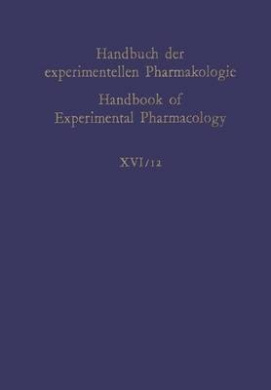 Handbuch der
experimentellen Pharmakologie
Handbook of
Experimental Pharmacology
XVI/12